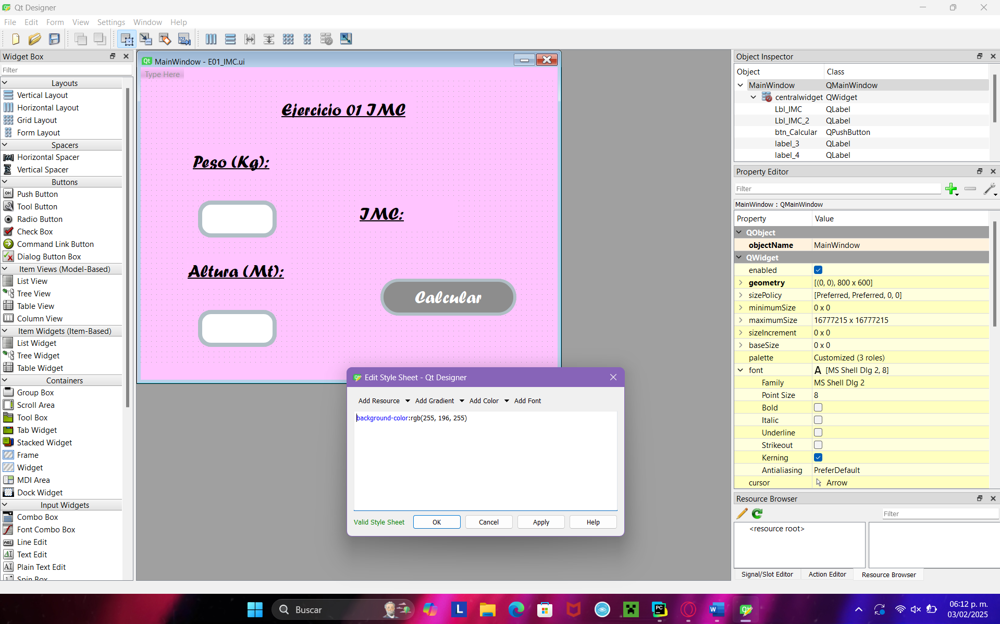 Qt Designer
File Edit Form View Settings Window Help
Widget Box
Filter
Layouts
Vertical Layout
Horizontal Layout
Grid Layout
Form Layout
Spacers
Horizontal Spacer
Vertical Spacer
Buttons
Push Button
Tool Button
Radio Button
Check Box
Command Link Button
Dialog Button Box
Item Views (Model-Based)
List View
Tree View
Table View
Column View
Item Widgets (Item-Based)
List Widget
Tree Widget
Table Widget
Containers
Group Box
Scroll Area
Tool Box
Tab Widget
Stacked Widget
Frame
Widget
MDI Area
Dock Widget
Input Widgets
Combo Box
Font Combo Box
Line Edit
Text Edit
Plain Text Edit
Spin Box
MainWindow - E01_IMC.ui
Type Here
Ejercicio 01 IMC
Peso (Kg):
IMC:
Altura (Mt):
Calcular
Edit Style Sheet - Qt Designer
Add Resource Add Gradient Add Color Add Font
background-color:rgb(255, 196, 255)
Valid Style Sheet OK Cancel Apply Help
Object Inspector
Object Class
MainWindow QMainWindow
centralwidget QWidget
Lbl_IMC QLabel
Lbl_IMC_2 QLabel
btn_Calcular QPushButton
label_3 QLabel
label_4 QLabel
Property Editor
Filter
MainWindow : QMainWindow
Property Value
QObject
objectName MainWindow
QWidget
enabled
geometry [(0, 0), 800 x 600]
sizePolicy [Preferred, Preferred, 0, 0]
minimumSize 0 x 0
maximumSize 16777215 x 16777215
sizeIncrement 0 x 0
baseSize 0 x 0
palette Customized (3 roles)
font A [MS Shell Dlg 2, 8]
Family MS Shell Dlg 2
Point Size 8
Bold
Italic
Underline
Strikeout
Kerning
Antialiasing PreferDefault
cursor Arrow
Resource Browser
Filter
<resource root>
Signal/Slot Editor Action Editor Resource Browser
Buscar
06:12 p. m.
03/02/2025